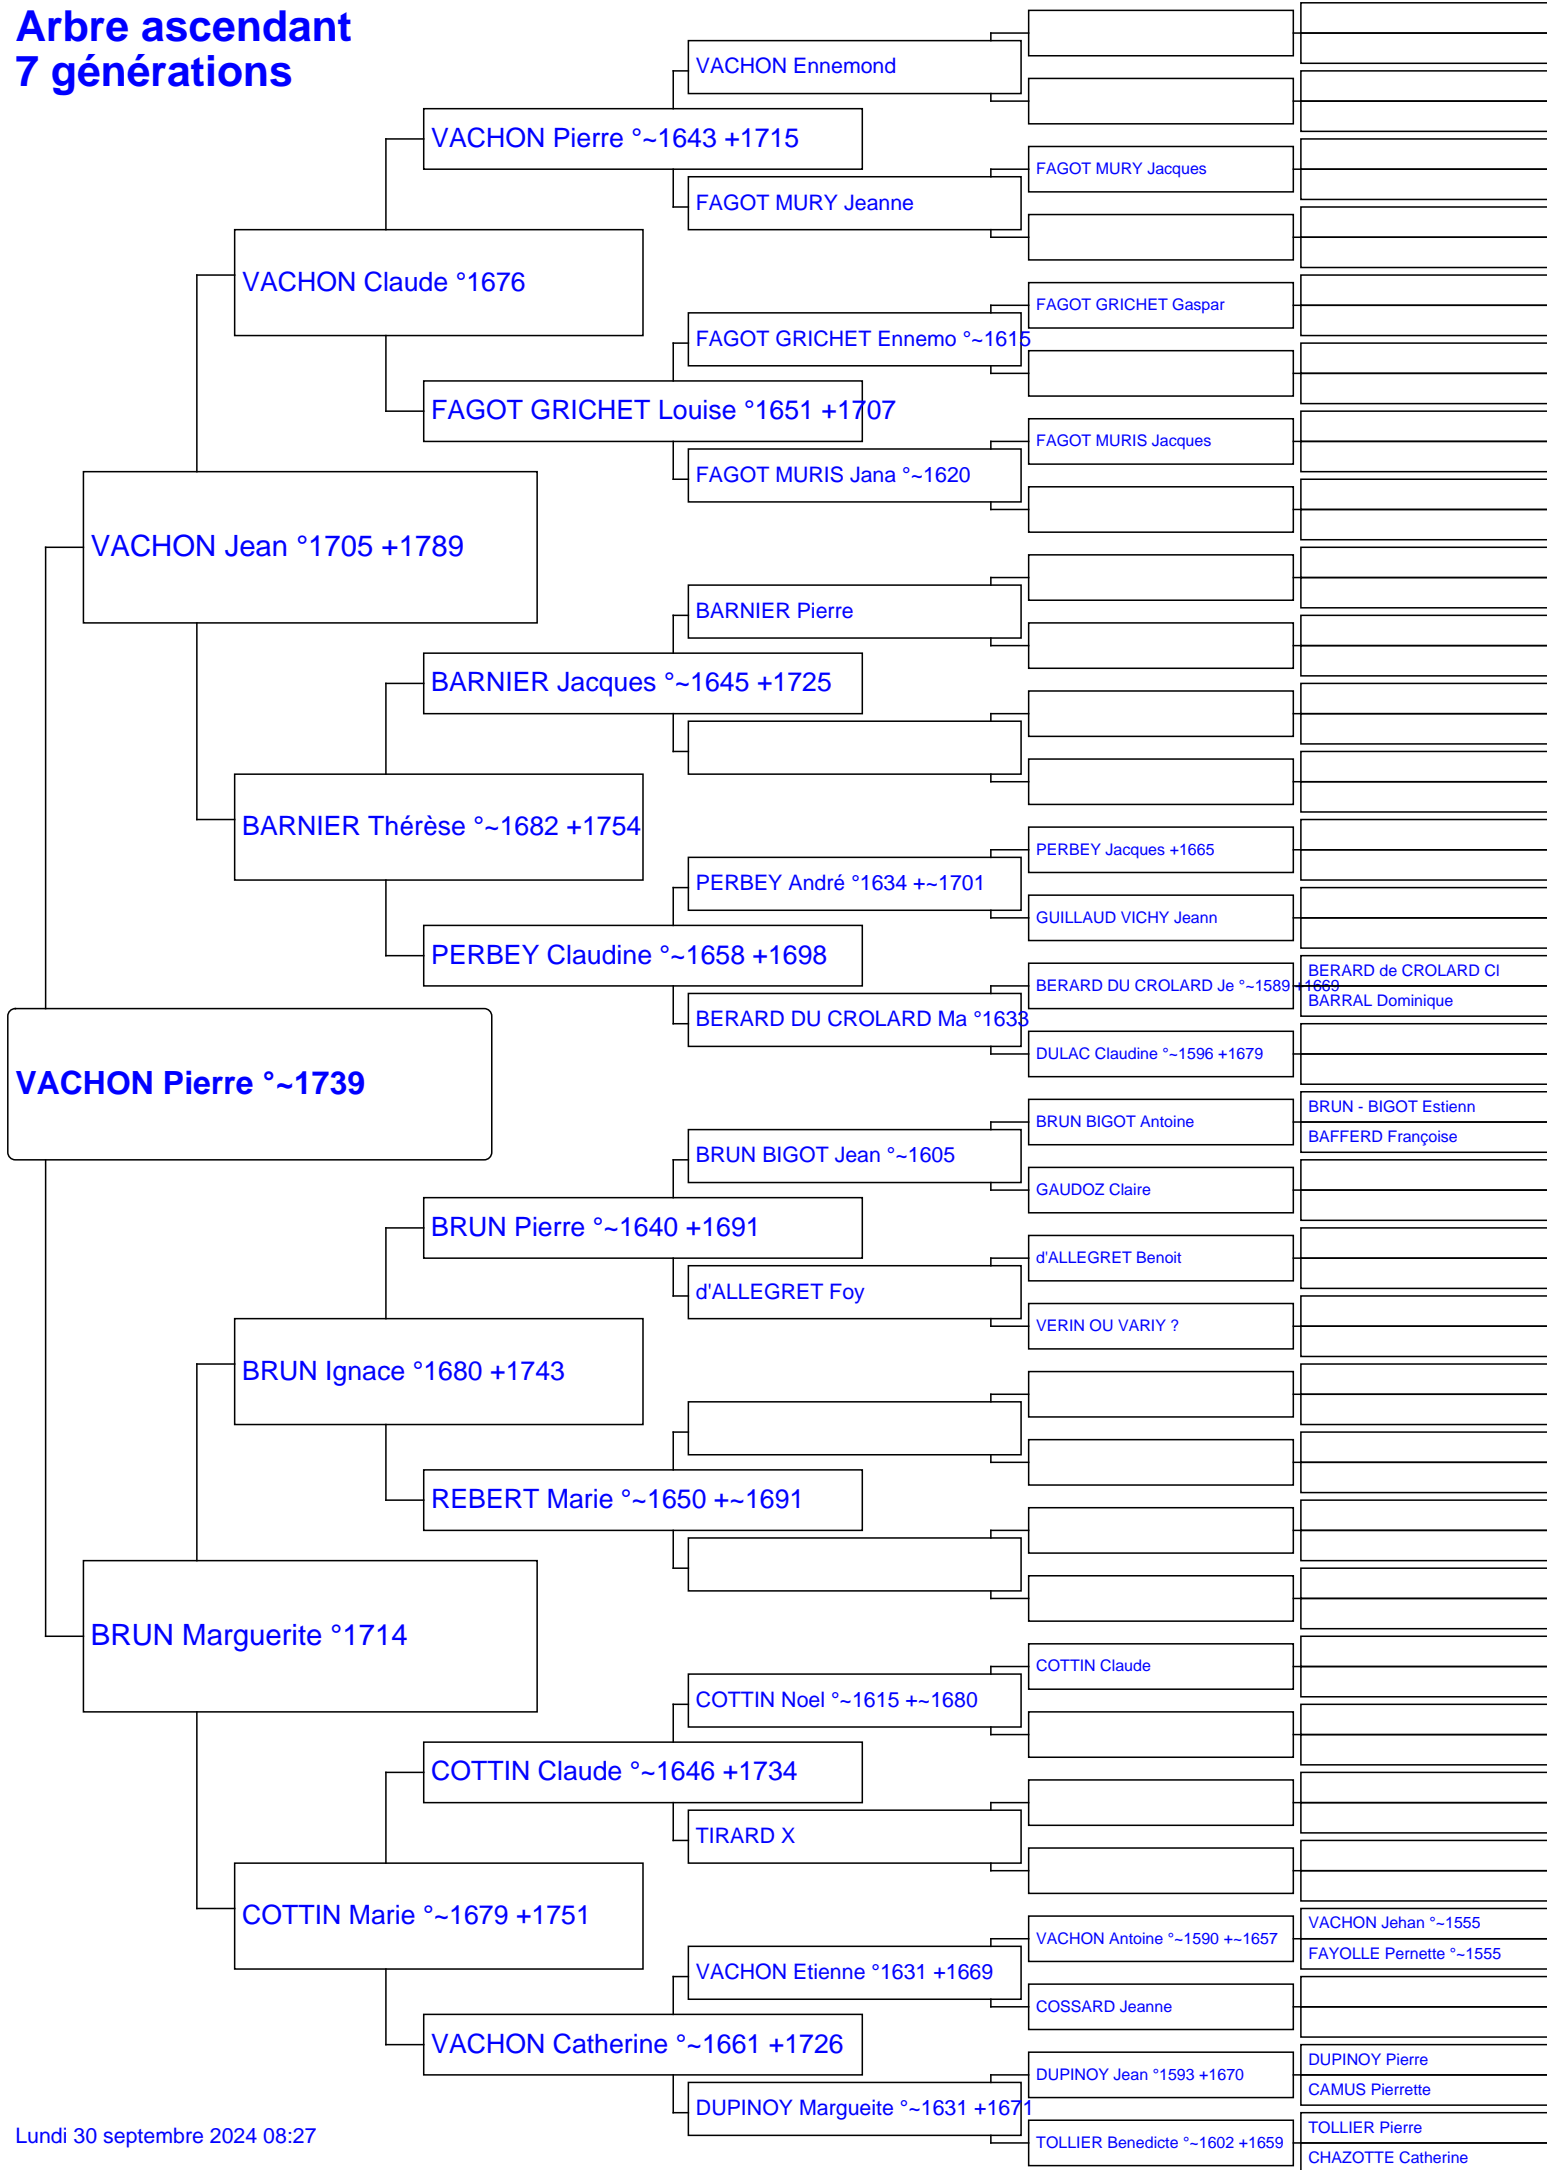 Arbre ascendant
7 générations
VACHON Ennemond
VACHON Pierre °~1643 +1715
FAGOT MURY Jacques
FAGOT MURY Jeanne
VACHON Claude °1676
FAGOT GRICHET Gaspar
FAGOT GRICHET Ennemo °~1615
FAGOT GRICHET Louise °1651 +1707
FAGOT MURIS Jacques
FAGOT MURIS Jana °~1620
VACHON Jean °1705 +1789
BARNIER Pierre
BARNIER Jacques °~1645 +1725
BARNIER Thérèse °~1682 +1754
PERBEY Jacques +1665
PERBEY André °1634 +~1701
GUILLAUD VICHY Jeann
PERBEY Claudine °~1658 +1698
BERARD de CROLARD Cl
BERARD DU CROLARD Je °~1589 +1669
BARRAL Dominique
BERARD DU CROLARD Ma °1633
DULAC Claudine °~1596 +1679
VACHON Pierre °~1739
BRUN - BIGOT Estienn
BRUN BIGOT Antoine
BAFFERD Françoise
BRUN BIGOT Jean °~1605
GAUDOZ Claire
BRUN Pierre °~1640 +1691
d'ALLEGRET Benoit
d'ALLEGRET Foy
VERIN OU VARIY ?
BRUN Ignace °1680 +1743
REBERT Marie °~1650 +~1691
BRUN Marguerite °1714
COTTIN Claude
COTTIN Noel °~1615 +~1680
COTTIN Claude °~1646 +1734
TIRARD X
COTTIN Marie °~1679 +1751
VACHON Jehan °~1555
VACHON Antoine °~1590 +~1657
FAYOLLE Pernette °~1555
VACHON Etienne °1631 +1669
COSSARD Jeanne
VACHON Catherine °~1661 +1726
DUPINOY Pierre
DUPINOY Jean °1593 +1670
CAMUS Pierrette
DUPINOY Margueite °~1631 +1671
TOLLIER Pierre
TOLLIER Benedicte °~1602 +1659
CHAZOTTE Catherine
Lundi 30 septembre 2024 08:27